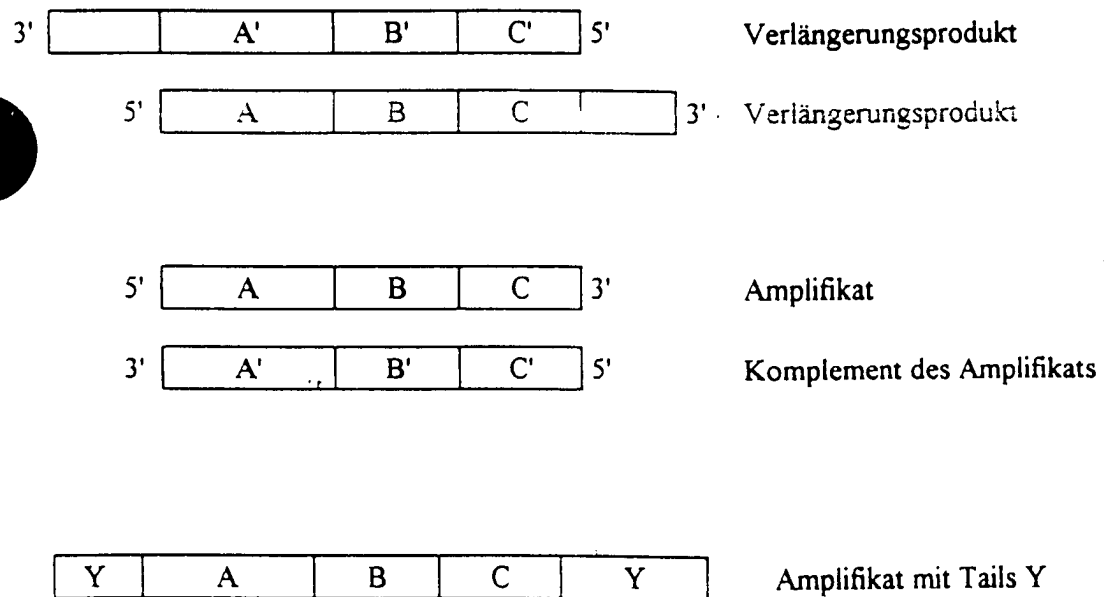 3' A' B' C' 5' Verlängerungsprodukt
5' A B C 3' Verlängerungsprodukt
5' A B C 3' Amplifikat
3' A' B' C' 5' Komplement des Amplifikats
Y A B C Y Amplifikat mit Tails Y